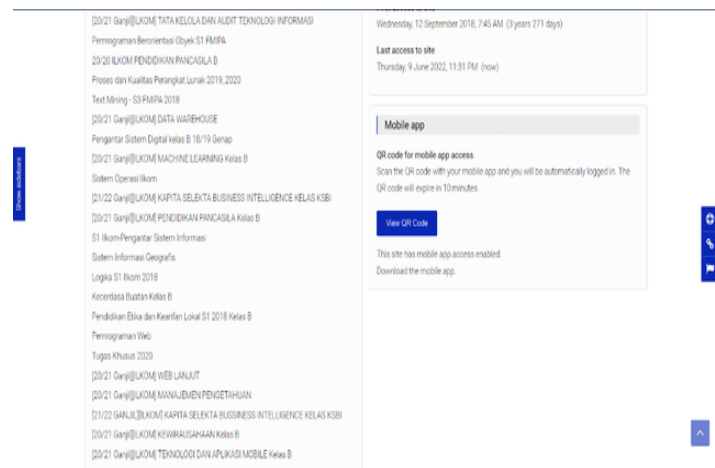 [20/21 Ganjil][ILKOM] TATA KELOLA DAN AUDIT TEKNOLOGI INFORMASI
Pemrograman Berorientasi Obyek S1 FMIPA
20/20 ILKOM PENDIDIKAN PANCASILA B
Proses dan Kualitas Perangkat Lunak 2019_2020
Text Mining - S3 FMIPA 2018
[20/21 Ganjil][ILKOM] DATA WAREHOUSE
Pengantar Sistem Digital kelas B 18/19 Genap
[20/21 Ganjil][ILKOM] MACHINE LEARNING Kelas B
Sistem Operasi Ilkom
[21/22 Ganjil][ILKOM] KAPITA SELEKTA BUSINESS INTELLIGENCE KELAS KSBI
[20/21 Ganjil][ILKOM] PENDIDIKAN PANCASILA Kelas B
S1 Ilkom-Pengantar Sistem Informasi
Sistem Informasi Geografis
Logika S1 Ilkom 2018
Kecerdasa Buatan Kelas B
Pendidikan Etika dan Kearifan Lokal S1 2018 Kelas B
Pemrograman Web
Tugas Khusus 2020
[20/21 Ganjil][ILKOM] WEB LANJUT
[20/21 Ganjil][ILKOM] MANAJEMEN PENGETAHUAN
[21/22 GANJIL][ILKOM] KAPITA SELEKTA BUSSINESS INTELLIGENCE KELAS KSBI
[20/21 Ganjil][ILKOM] KEWIRAUSAHAAN Kelas B
[20/21 Ganjil][ILKOM] TEKNOLOGI DAN APLIKASI MOBILE Kelas B
Wednesday, 12 September 2018, 7:45 AM (3 years 271 days)
Last access to site
Thursday, 9 June 2022, 11:31 PM (now)
Mobile app
QR code for mobile app access
Scan the QR code with your mobile app and you will be automatically logged in. The
QR code will expire in 10 minutes.
View QR Code
This site has mobile app access enabled.
Download the mobile app.
Show sidebars